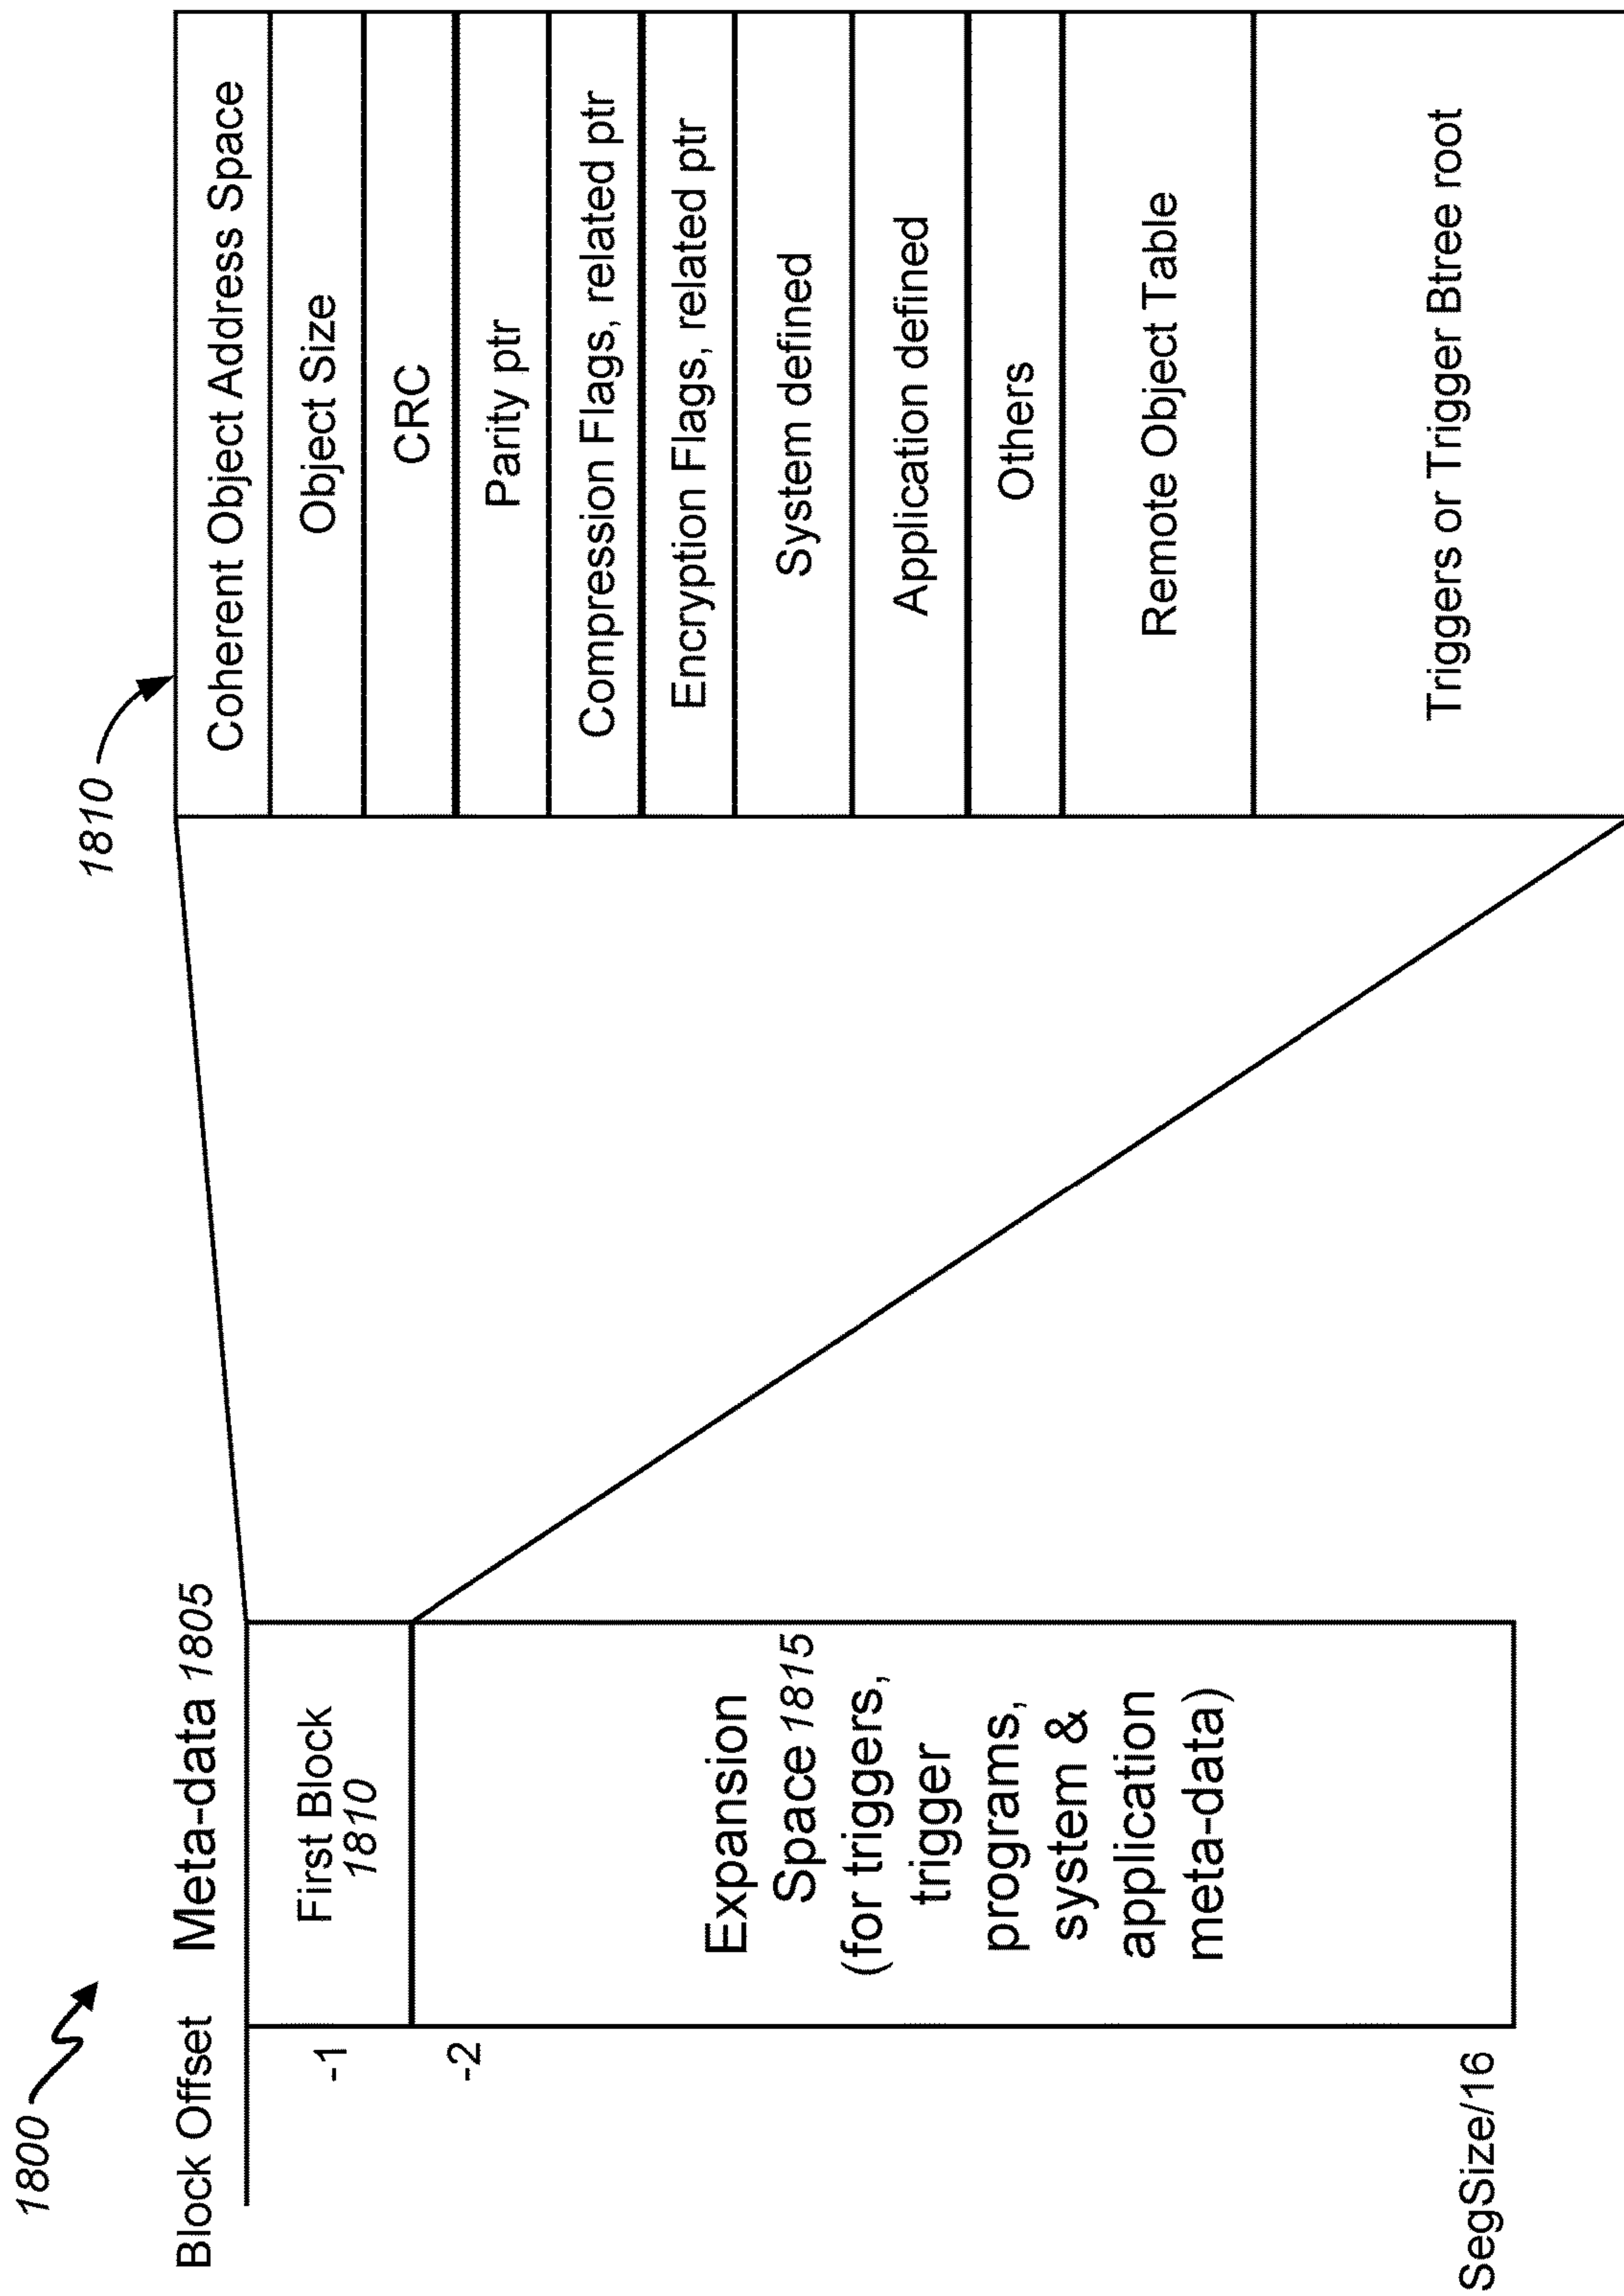 1800
Block Offset
Meta-data 1805
-1
First Block
1810
-2
Expansion
Space 1815
(for triggers,
trigger
programs,
system &
application
meta-data)
SegSize/16
1810
Coherent Object Address Space
Object Size
CRC
Parity ptr
Compression Flags, related ptr
Encryption Flags, related ptr
System defined
Application defined
Others
Remote Object Table
Triggers or Trigger Btree root